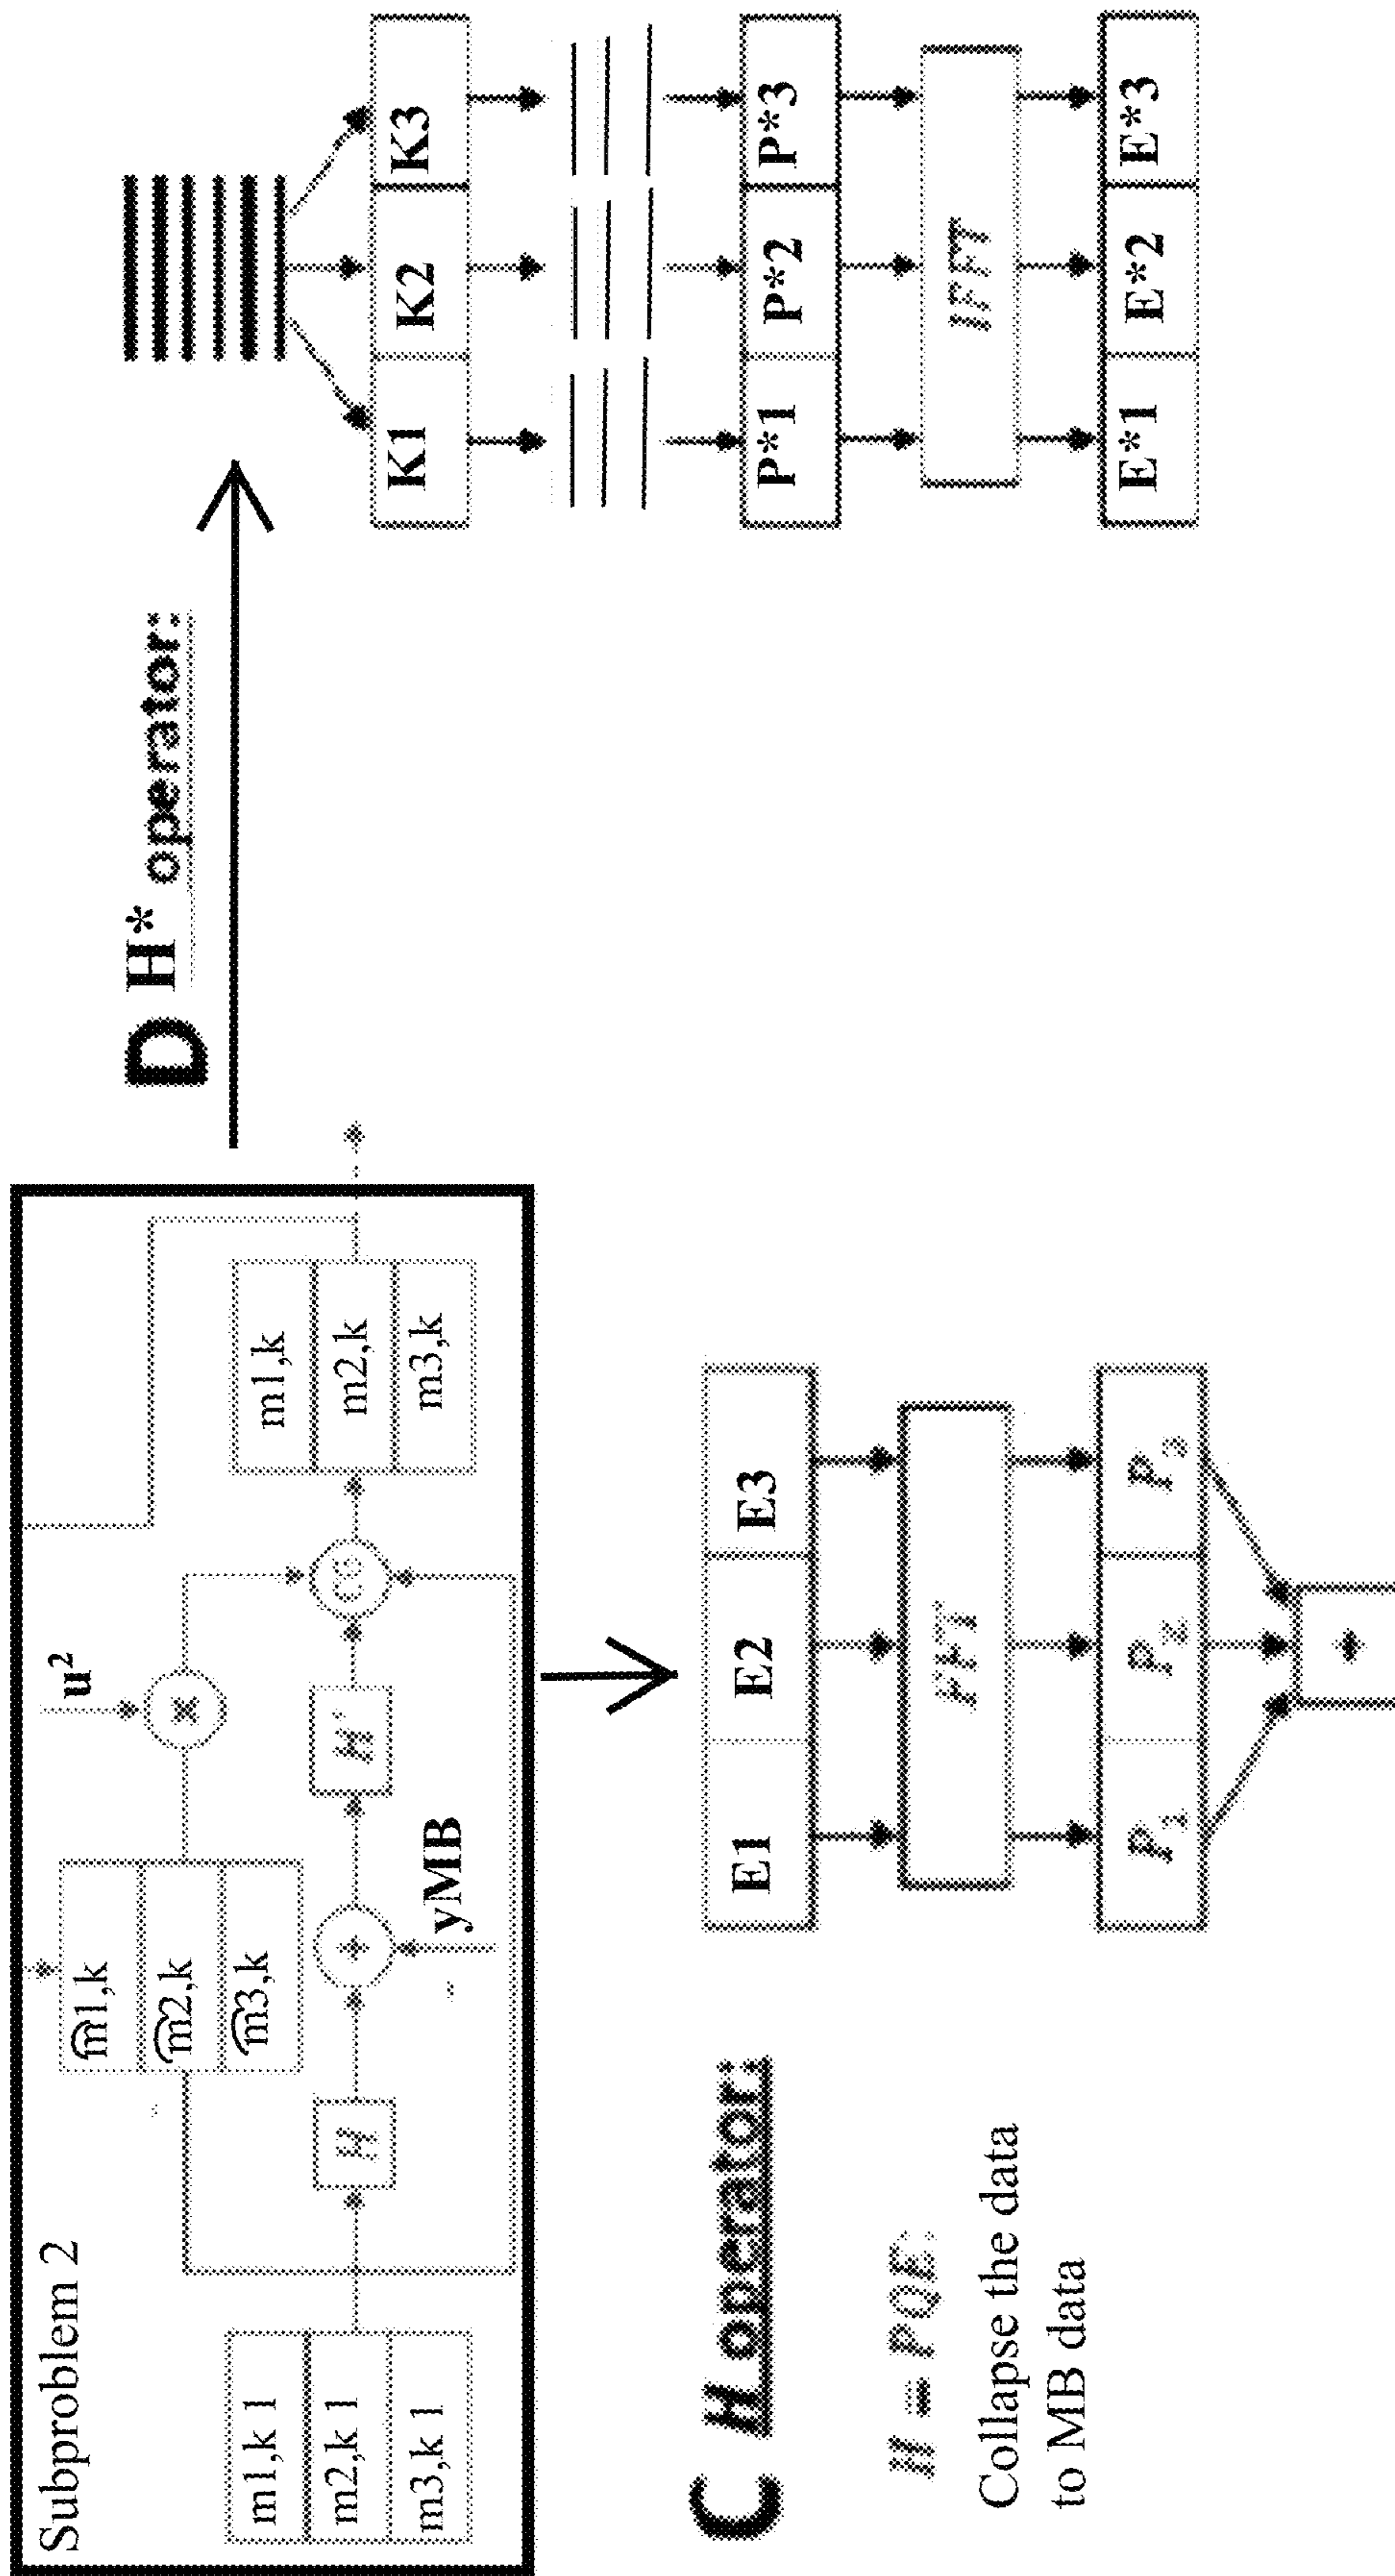 Subproblem 2
m1,k 1
m2,k 1
m3,k 1
m̑1,k
m̑2,k
m̑3,k
u²
×
H
+
yMB
H*
CG
m1,k
m2,k
m3,k
D H* operator:
K1 K2 K3
P*1 P*2 P*3
IFFT
E*1 E*2 E*3
C H operator:
H = PQE:
Collapse the data
to MB data
E1 E2 E3
FFT
P1 P2 P3
+